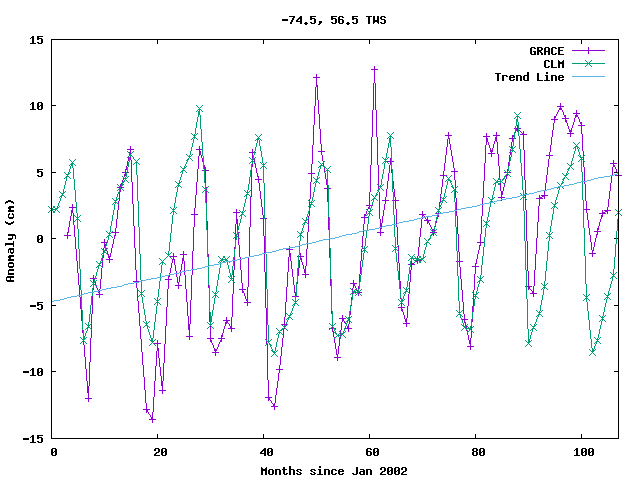 -74.5, 56.5 TWS
GRACE
CLM
Trend Line
15
10
5
0
-5
-10
-15
Anomaly (cm)
0 20 40 60 80 100
Months since Jan 2002